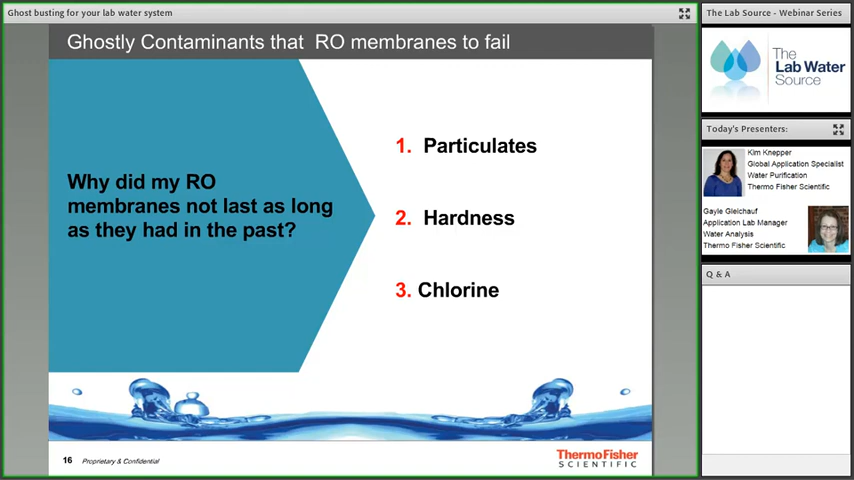 Ghost busting for your lab water system
Ghostly Contaminants that RO membranes to fail
Why did my RO
membranes not last as long
as they had in the past?
1. Particulates
2. Hardness
3. Chlorine
16 Proprietary & Confidential
ThermoFisher
SCIENTIFIC
The Lab Source - Webinar Series
The
Lab Water
Source
Today's Presenters:
Kim Knepper
Global Application Specialist
Water Purification
Thermo Fisher Scientific
Gayle Gleichauf
Application Lab Manager
Water Analysis
Thermo Fisher Scientific
Q & A